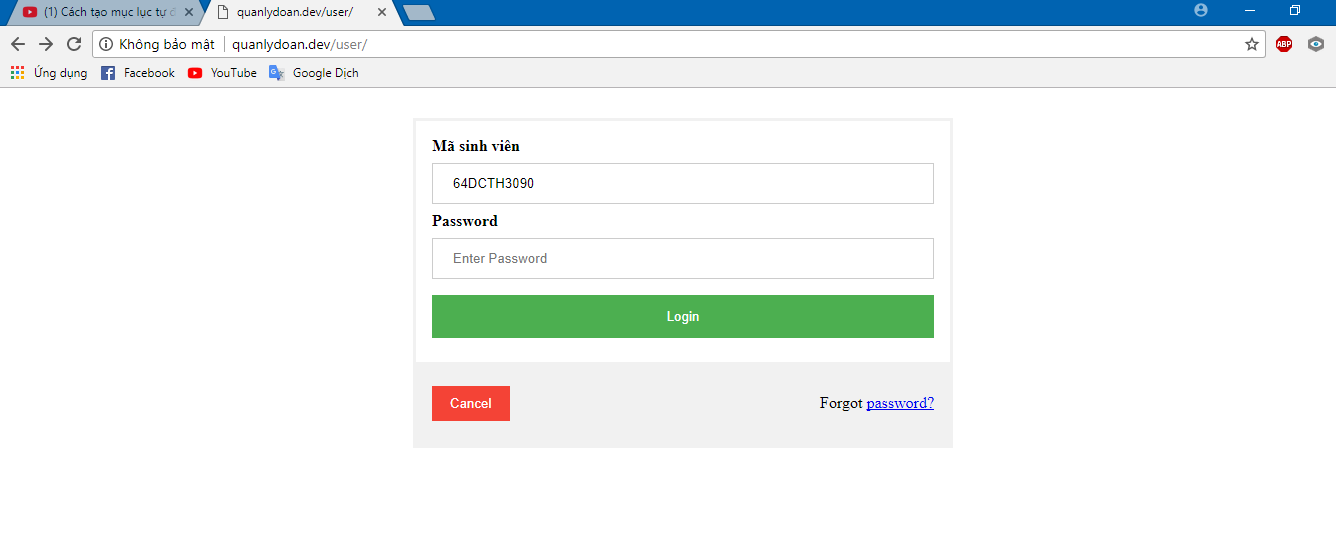 (1) Cách tạo mục lục tự đ
quanlydoan.dev/user/
Không bảo mật quanlydoan.dev/user/
ABP
Ứng dụng Facebook YouTube Google Dịch
Mã sinh viên
64DCTH3090
Password
Enter Password
Login
Cancel
Forgot password?